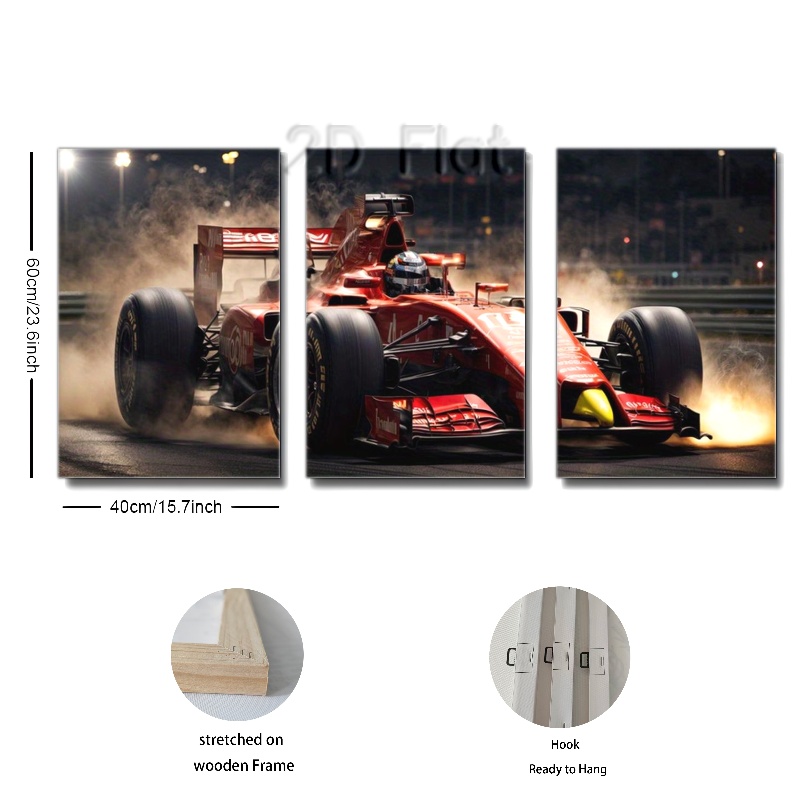 2D Flat
60cm/23.6inch
40cm/15.7inch
stretched on
wooden Frame
Hook
Ready to Hang